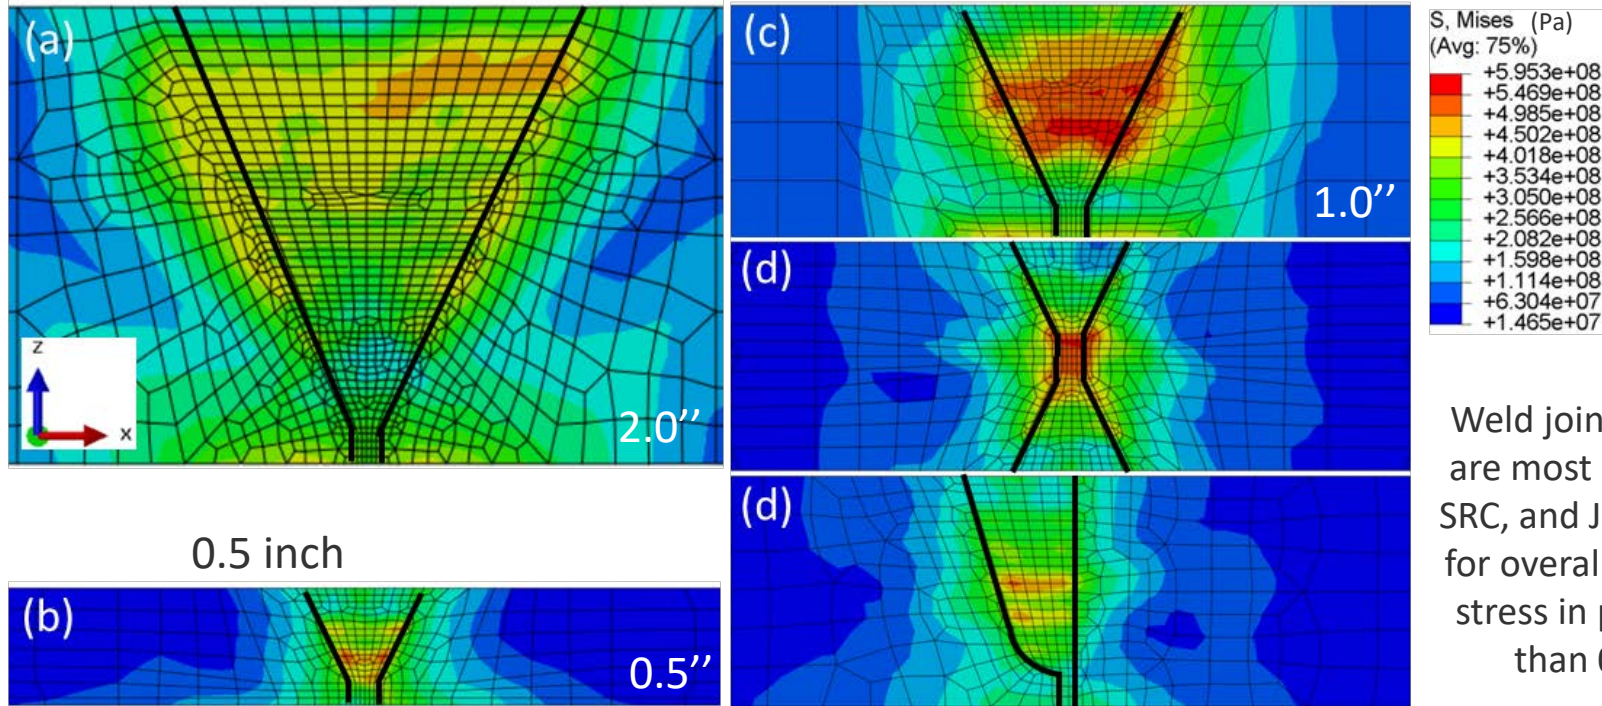 (a)
2.0’’
z
x
0.5 inch
(b)
0.5’’
(c)
1.0’’
(d)
(d)
S, Mises (Pa)
(Avg: 75%)
+5.953e+08
+5.469e+08
+4.985e+08
+4.502e+08
+4.018e+08
+3.534e+08
+3.050e+08
+2.566e+08
+2.082e+08
+1.598e+08
+1.114e+08
+6.304e+07
+1.465e+07
Weld join
are most
SRC, and J
for overal
stress in
than